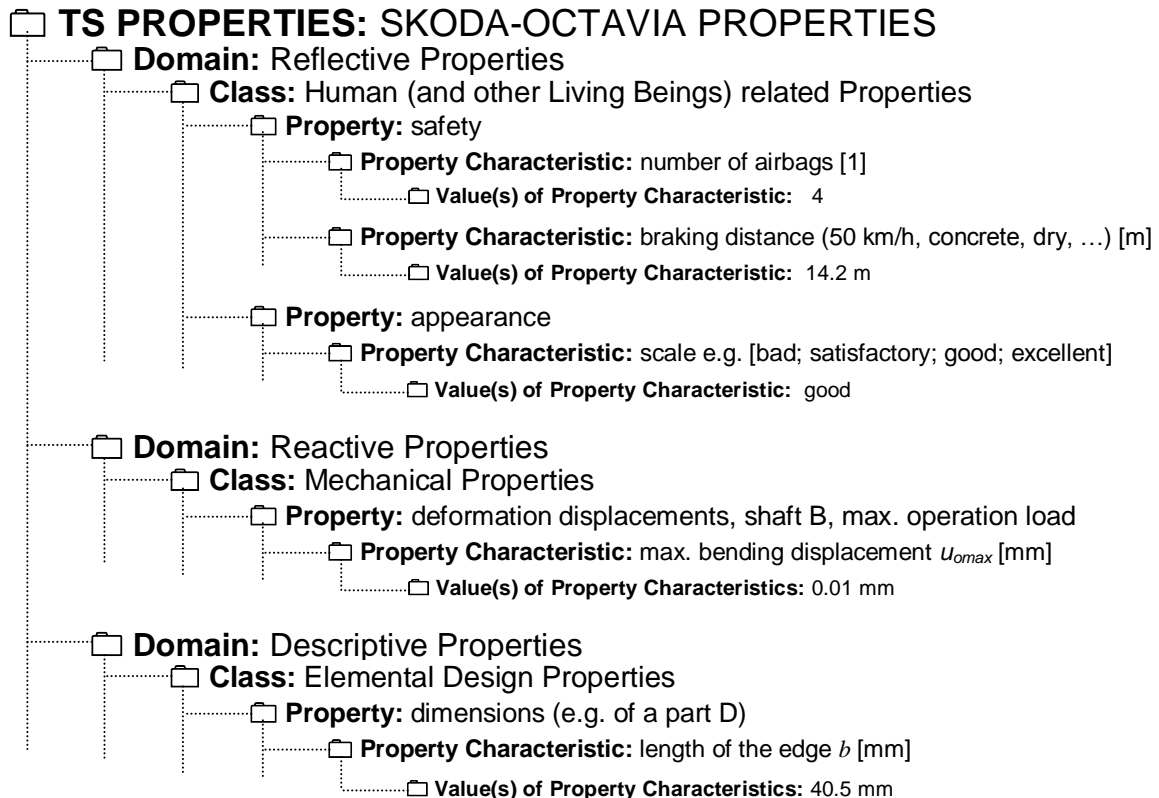 TS PROPERTIES: SKODA-OCTAVIA PROPERTIES
Domain: Reflective Properties
Class: Human (and other Living Beings) related Properties
Property: safety
Property Characteristic: number of airbags [1]
Value(s) of Property Characteristic: 4
Property Characteristic: braking distance (50 km/h, concrete, dry, …) [m]
Value(s) of Property Characteristic: 14.2 m
Property: appearance
Property Characteristic: scale e.g. [bad; satisfactory; good; excellent]
Value(s) of Property Characteristic: good
Domain: Reactive Properties
Class: Mechanical Properties
Property: deformation displacements, shaft B, max. operation load
Property Characteristic: max. bending displacement uomax [mm]
Value(s) of Property Characteristics: 0.01 mm
Domain: Descriptive Properties
Class: Elemental Design Properties
Property: dimensions (e.g. of a part D)
Property Characteristic: length of the edge b [mm]
Value(s) of Property Characteristics: 40.5 mm